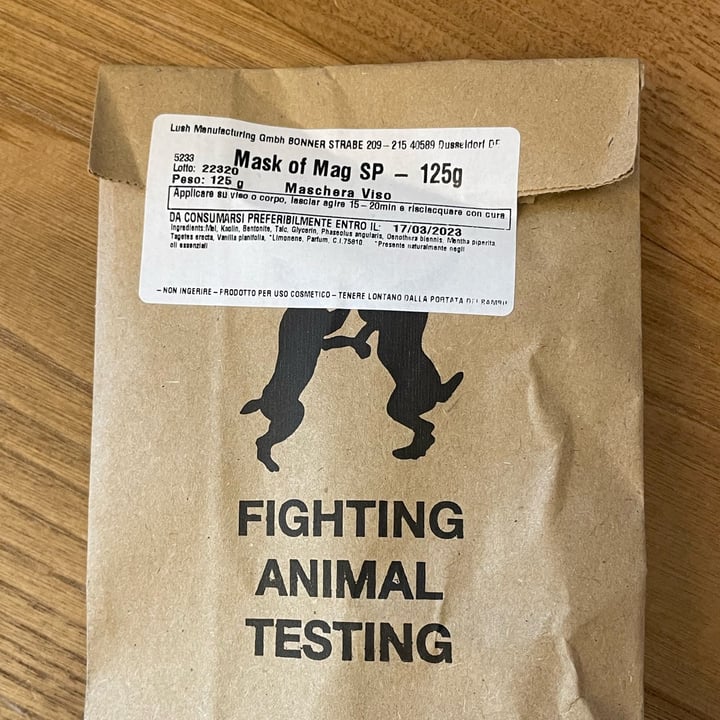 Lush Manufacturing Gmbh BONNER STRABE 209 - 215 40589 Dusseldorf DE
5233
Mask of Mag SP - 125g
Lotto: 22320
Peso: 125 g
Maschera Viso
Applicare su viso o corpo, lasciar agire 15 - 20min e risciacquare con cura
DA CONSUMARSI PREFERIBILMENTE ENTRO IL: 17/03/2023
Ingredients:Mel, Kaolin, Bentonite, Talc, Glycerin, Phaseolus angularis, Oenothera biennis, Mentha piperita
Tagetes erecta, Vanilla planifolia, *Limonene, Parfum, C.I.75810. *Presente naturalmente negli
oli essenziali
- NON INGERIRE - PRODOTTO PER USO COSMETICO - TENERE LONTANO DALLA PORTATA DEI BAMBI
FIGHTING
ANIMAL
TESTING